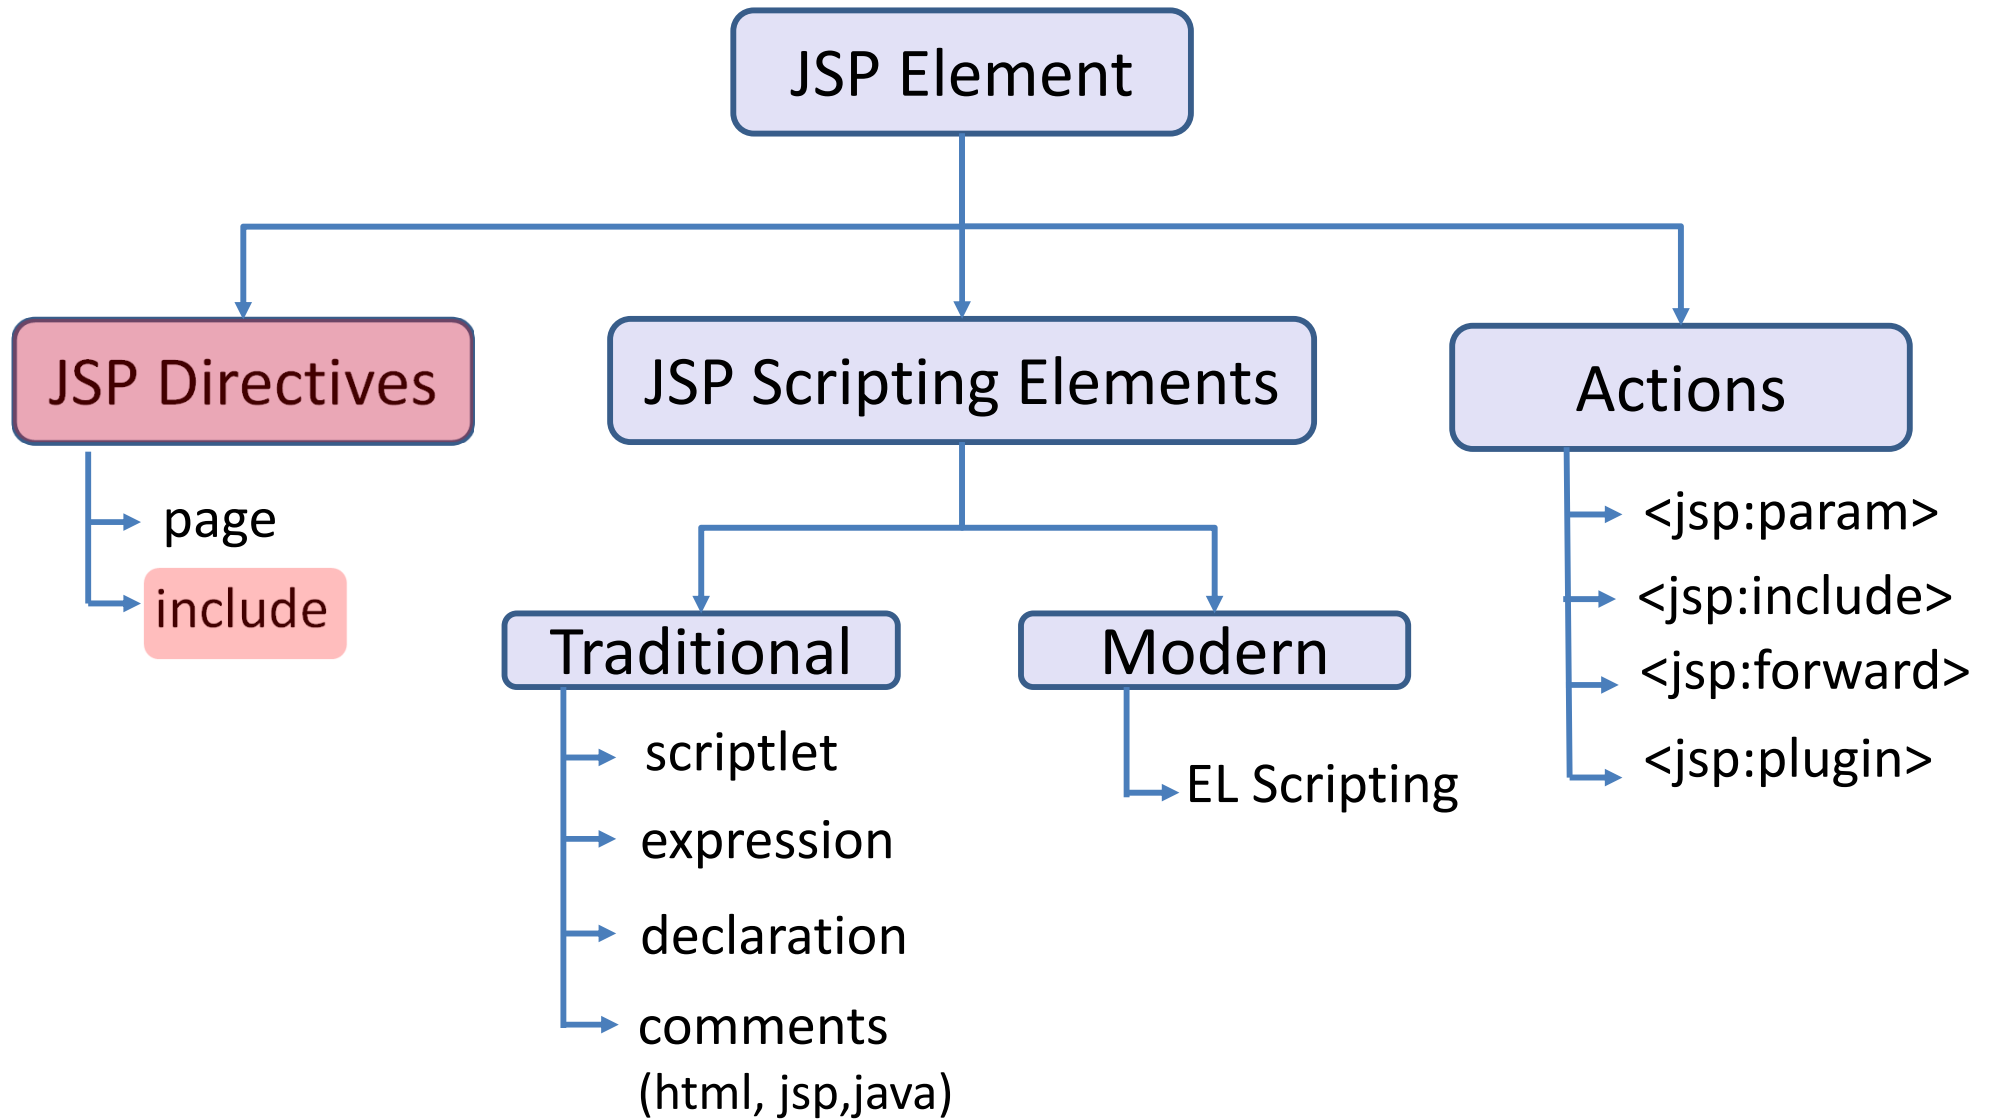 JSP Element
JSP Directives
page
include
JSP Scripting Elements
Traditional
scriptlet
expression
declaration
comments
(html, jsp,java)
Modern
EL Scripting
Actions
<jsp:param>
<jsp:include>
<jsp:forward>
<jsp:plugin>